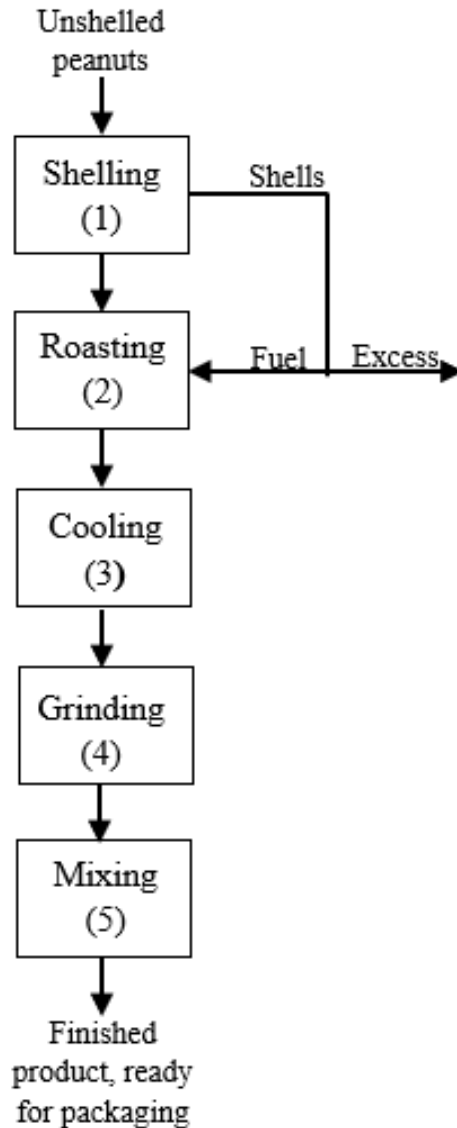 Unshelled
peanuts
Shelling
(1)
Shells
Roasting
(2)
Fuel
Excess
Cooling
(3)
Grinding
(4)
Mixing
(5)
Finished
product, ready
for packaging